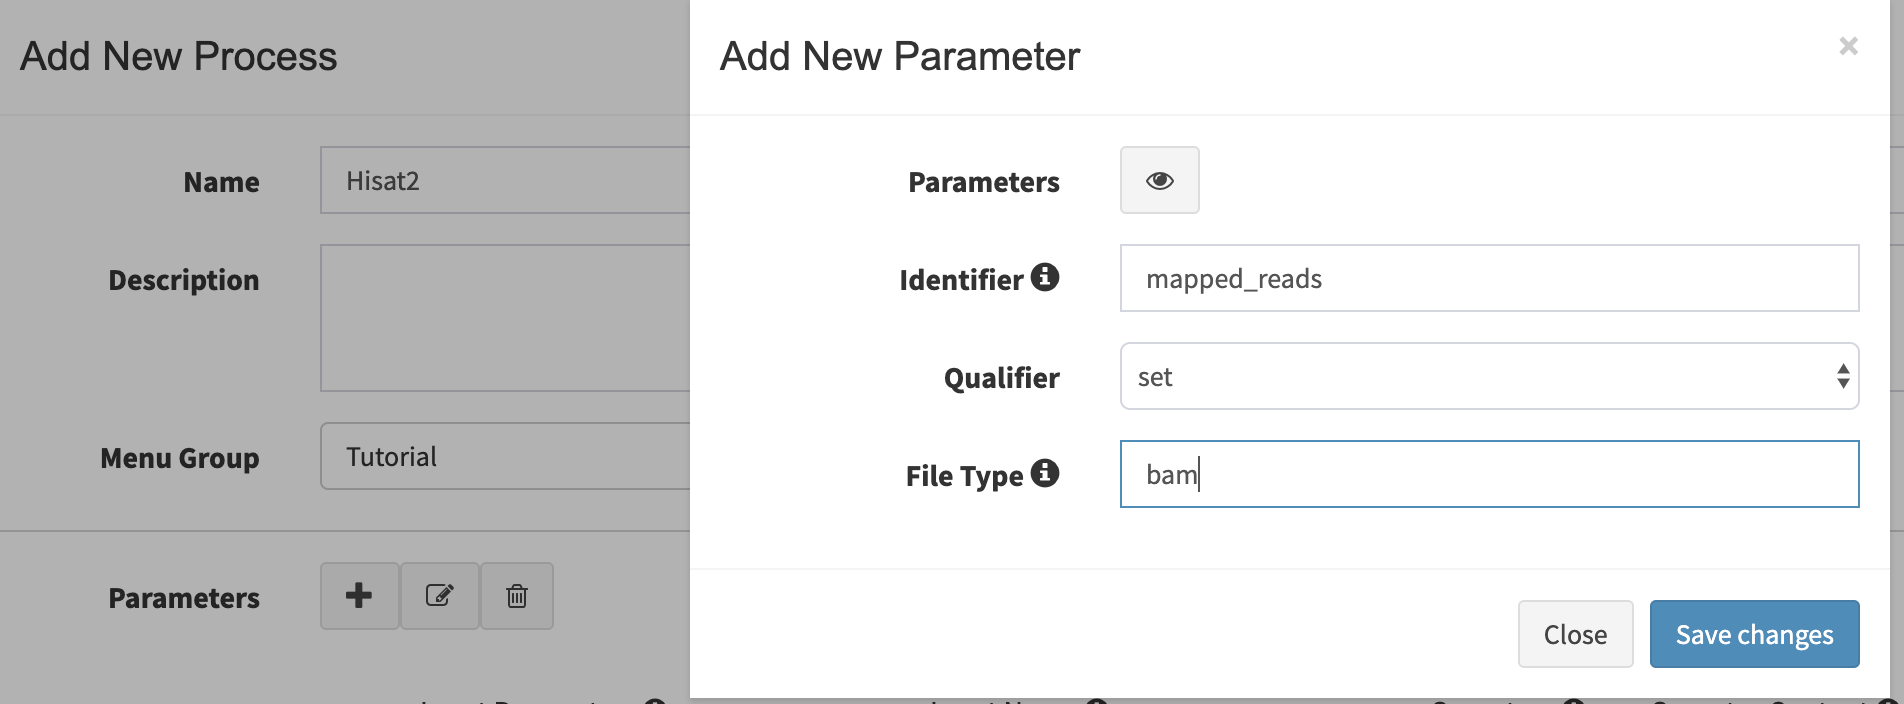 Add New Process
Name
Hisat2
Description
Menu Group
Tutorial
Parameters
Add New Parameter
×
Parameters
Identifier
mapped_reads
Qualifier
set
File Type
bam
Close
Save changes